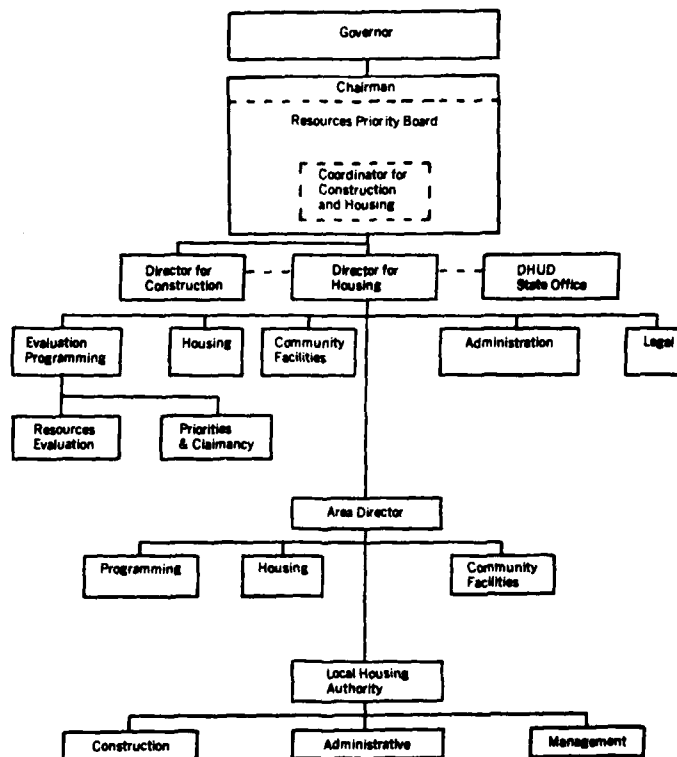 Governor
Chairman
Resources Priority Board
Coordinator for
Construction
and Housing
Director for
Construction
Director for
Housing
DHUD
State Office
Evaluation
Programming
Housing
Community
Facilities
Administration
Legal
Resources
Evaluation
Priorities
& Claimancy
Area Director
Programming
Housing
Community
Facilities
Local Housing
Authority
Construction
Administrative
Management